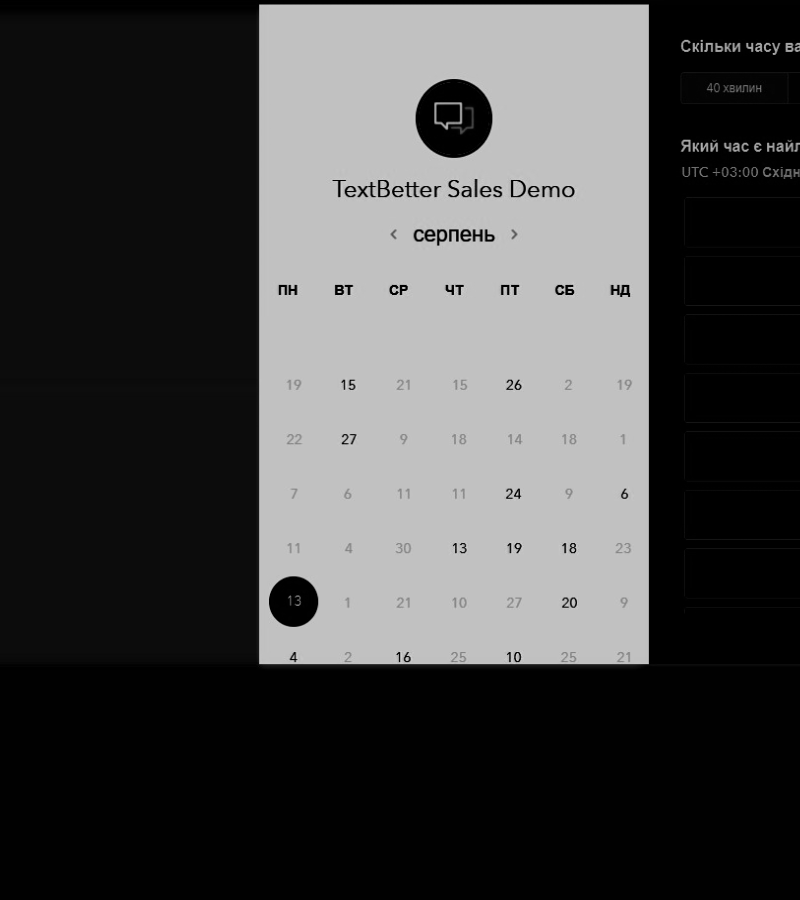 TextBetter Sales Demo
серпень
ПН ВТ СР ЧТ ПТ СБ НД
19 15 21 15 26 2 19
22 27 9 18 14 18 1
7 6 11 11 24 9 6
11 4 30 13 19 18 23
13 1 21 10 27 20 9
4 2 16 25 10 25 21
Скільки часу ва
40 хвилин
Який час є найл
UTC +03:00 Східн